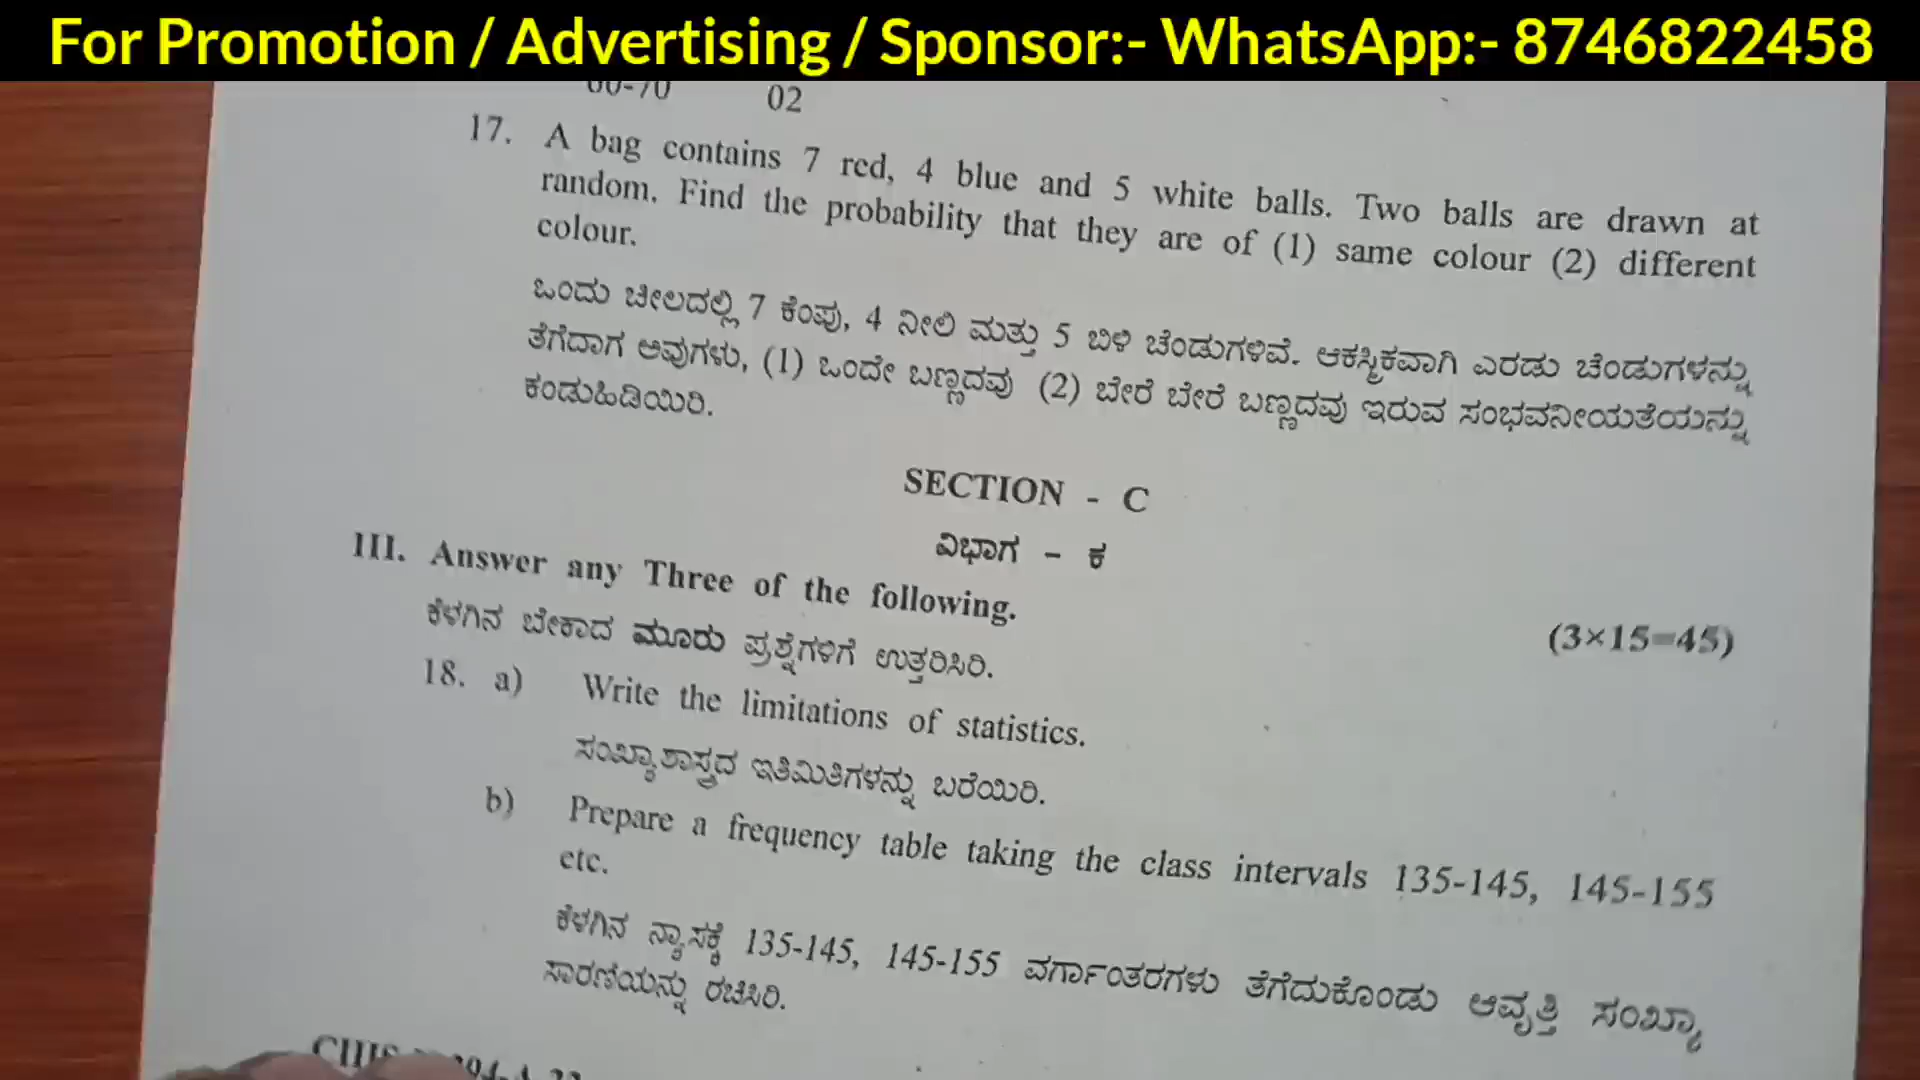 For Promotion / Advertising / Sponsor:- WhatsApp:- 8746822458
60-70 02
17. A bag contains 7 red, 4 blue and 5 white balls. Two balls are drawn at
random. Find the probability that they are of (1) same colour (2) different
colour.
ಒಂದು ಚೀಲದಲ್ಲಿ 7 ಕೆಂಪು, 4 ನೀಲಿ ಮತ್ತು 5 ಬಿಳಿ ಚೆಂಡುಗಳಿವೆ. ಆಕಸ್ಮಿಕವಾಗಿ ಎರಡು ಚೆಂಡುಗಳನ್ನು
ತೆಗೆದಾಗ ಅವುಗಳು, (1) ಒಂದೇ ಬಣ್ಣದವು (2) ಬೇರೆ ಬೇರೆ ಬಣ್ಣದವು ಇರುವ ಸಂಭವನೀಯತೆಯನ್ನು
ಕಂಡುಹಿಡಿಯಿರಿ.
SECTION - C
ವಿಭಾಗ - ಕ
III. Answer any Three of the following.
(3×15=45)
ಕೆಳಗಿನ ಬೇಕಾದ ಮೂರು ಪ್ರಶ್ನೆಗಳಿಗೆ ಉತ್ತರಿಸಿರಿ.
18. a) Write the limitations of statistics.
ಸಂಖ್ಯಾಶಾಸ್ತ್ರದ ಇತಿಮಿತಿಗಳನ್ನು ಬರೆಯಿರಿ.
b) Prepare a frequency table taking the class intervals 135-145, 145-155
etc.
ಕೆಳಗಿನ ನ್ಯಾಸಕ್ಕೆ 135-145, 145-155 ವರ್ಗಾಂತರಗಳು ತೆಗೆದುಕೊಂಡು ಆವೃತ್ತಿ ಸಂಖ್ಯಾ
ಸಾರಣಿಯನ್ನು ರಚಿಸಿರಿ.